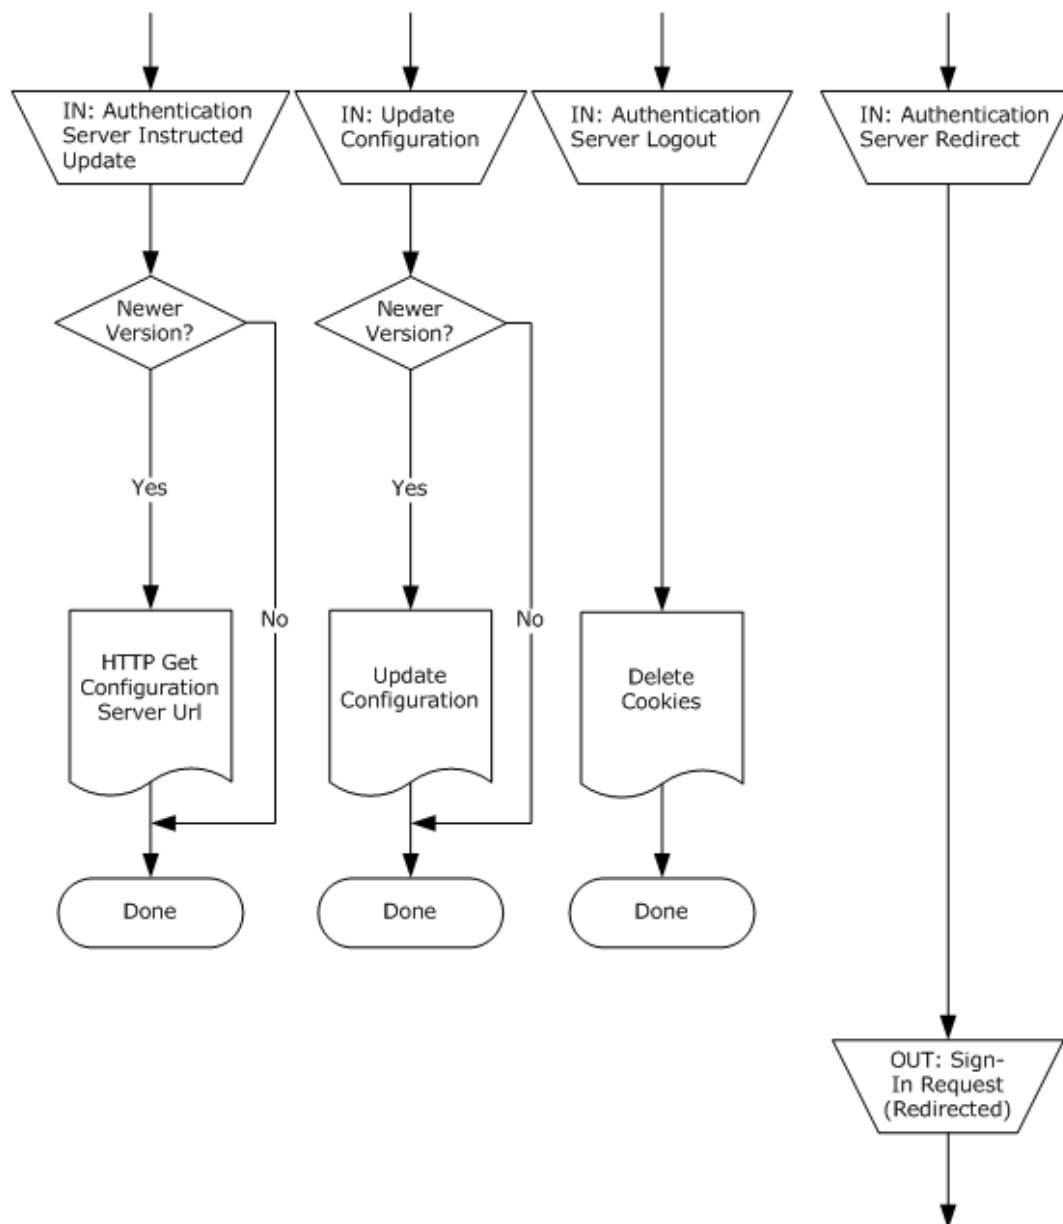 IN: Authentication
Server Instructed
Update
IN: Update
Configuration
IN: Authentication
Server Logout
IN: Authentication
Server Redirect
Newer
Version?
Newer
Version?
Yes
Yes
No
No
HTTP Get
Configuration
Server Url
Update
Configuration
Delete
Cookies
Done
Done
Done
OUT: Sign-
In Request
(Redirected)